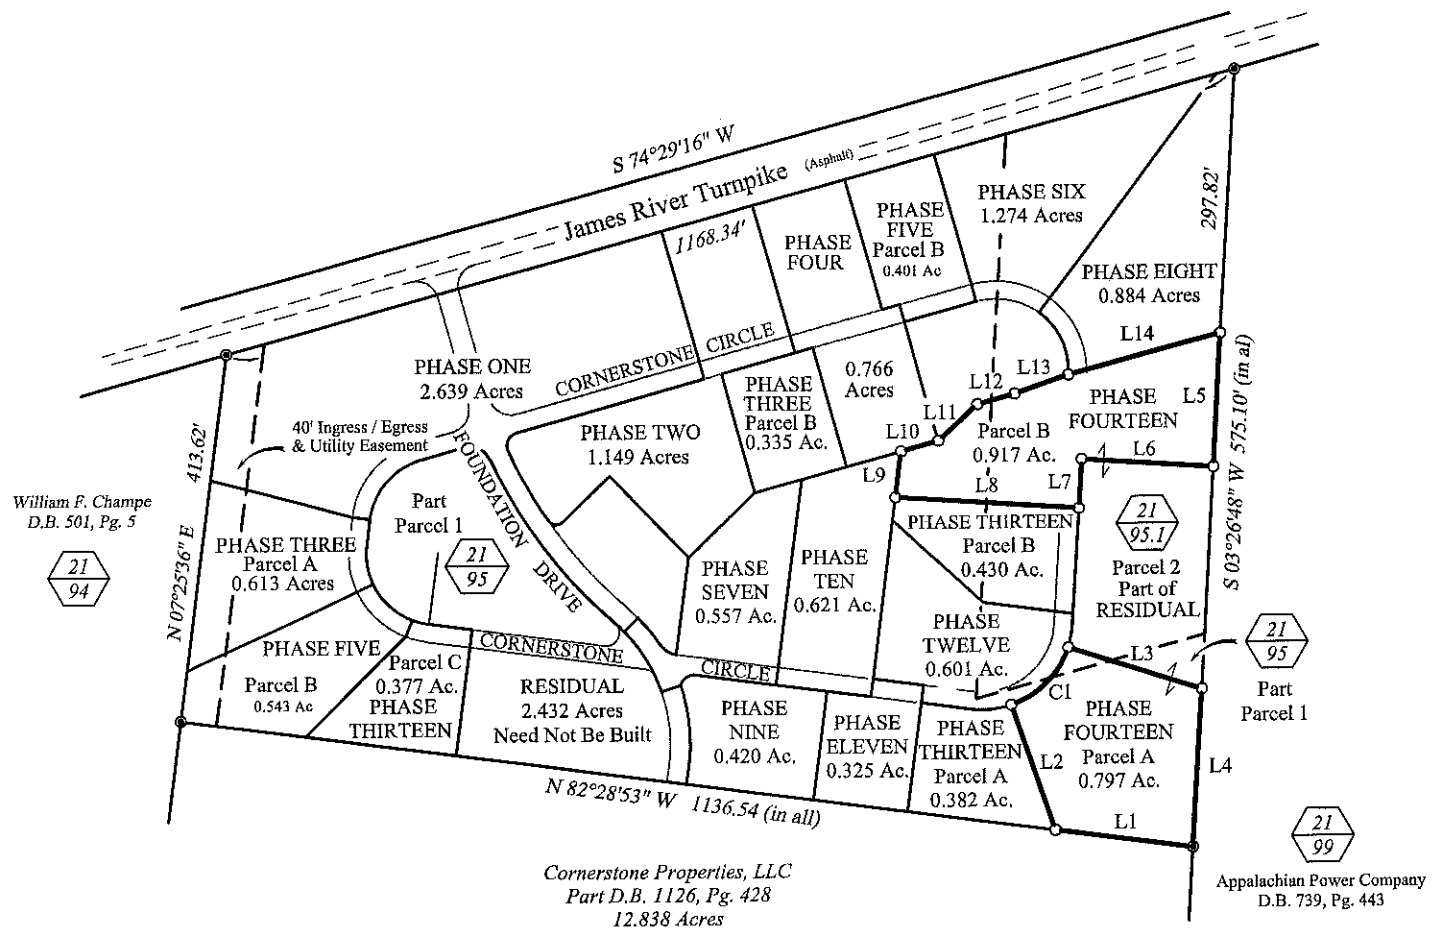 S 74°29'16" W
James River Turnpike
(Asphalt)
1168.34'
297.82'
PHASE SIX
1.274 Acres
PHASE
FIVE
Parcel B
0.401 Ac
PHASE
FOUR
PHASE EIGHT
0.884 Acres
L14
CORNERSTONE CIRCLE
PHASE ONE
2.639 Acres
40' Ingress / Egress
& Utility Easement
413.62'
PHASE TWO
1.149 Acres
PHASE
THREE
Parcel B
0.335 Ac.
0.766
Acres
L13
L12
L11
L10
L9
PHASE
FOURTEEN
Parcel B
0.917 Ac.
L5
L6
L7
L8
S 03°26'48" W 575.10' (in al)
William F. Champe
D.B. 501, Pg. 5
21
94
N 07°25'36" E
PHASE THREE
Parcel A
0.613 Acres
Part
Parcel 1
21
95
FOUNDATION
DRIVE
PHASE
SEVEN
0.557 Ac.
PHASE
TEN
0.621 Ac.
PHASE THIRTEEN
Parcel B
0.430 Ac.
21
95.1
Parcel 2
Part of
RESIDUAL
PHASE
TWELVE
0.601 Ac.
L3
21
95
Part
Parcel 1
PHASE FIVE
Parcel B
0.543 Ac
Parcel C
0.377 Ac.
PHASE
THIRTEEN
CORNERSTONE
CIRCLE
RESIDUAL
2.432 Acres
Need Not Be Built
PHASE
NINE
0.420 Ac.
PHASE
ELEVEN
0.325 Ac.
PHASE
THIRTEEN
Parcel A
0.382 Ac.
C1
L2
PHASE
FOURTEEN
Parcel A
0.797 Ac.
L4
L1
N 82°28'53" W 1136.54 (in all)
21
99
Appalachian Power Company
D.B. 739, Pg. 443
Cornerstone Properties, LLC
Part D.B. 1126, Pg. 428
12.838 Acres